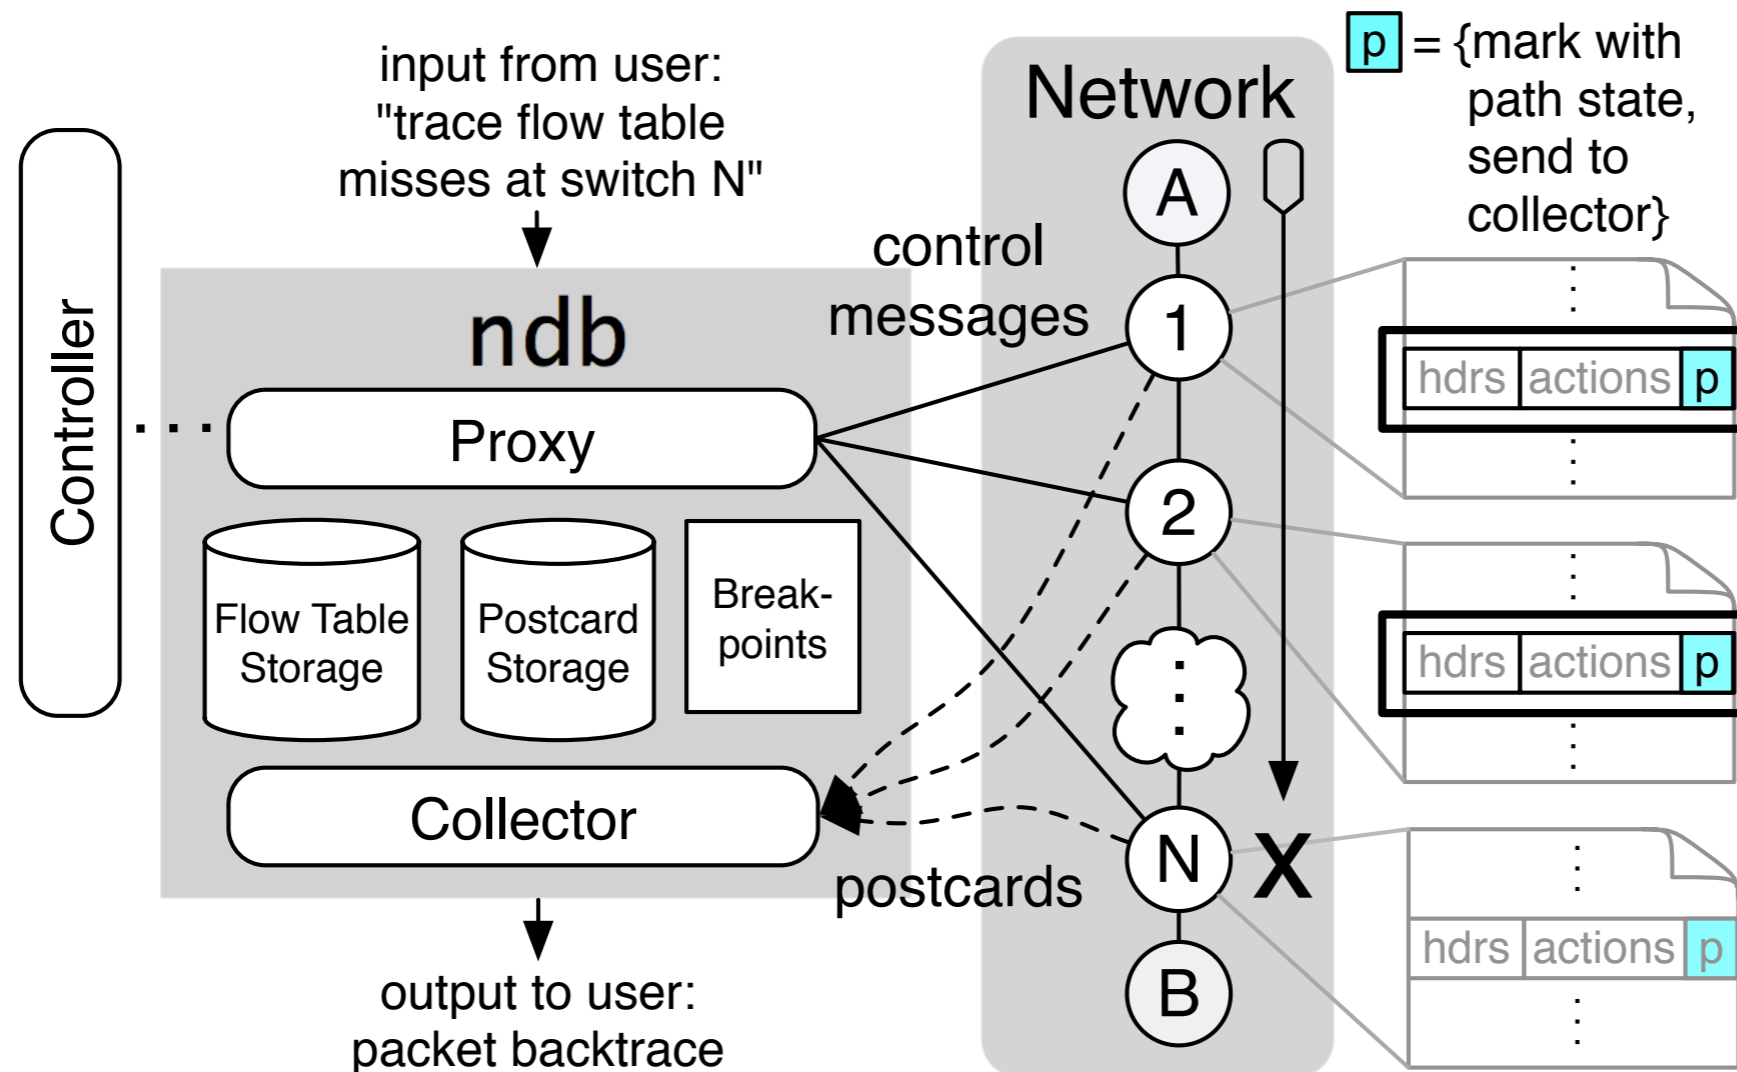 input from user:
"trace flow table
misses at switch N"
Controller
ndb
Proxy
Flow Table
Storage
Postcard
Storage
Break-
points
Collector
output to user:
packet backtrace
control
messages
postcards
Network
A
1
2
N
X
B
p = {mark with
path state,
send to
collector}
hdrs actions p
hdrs actions p
hdrs actions p